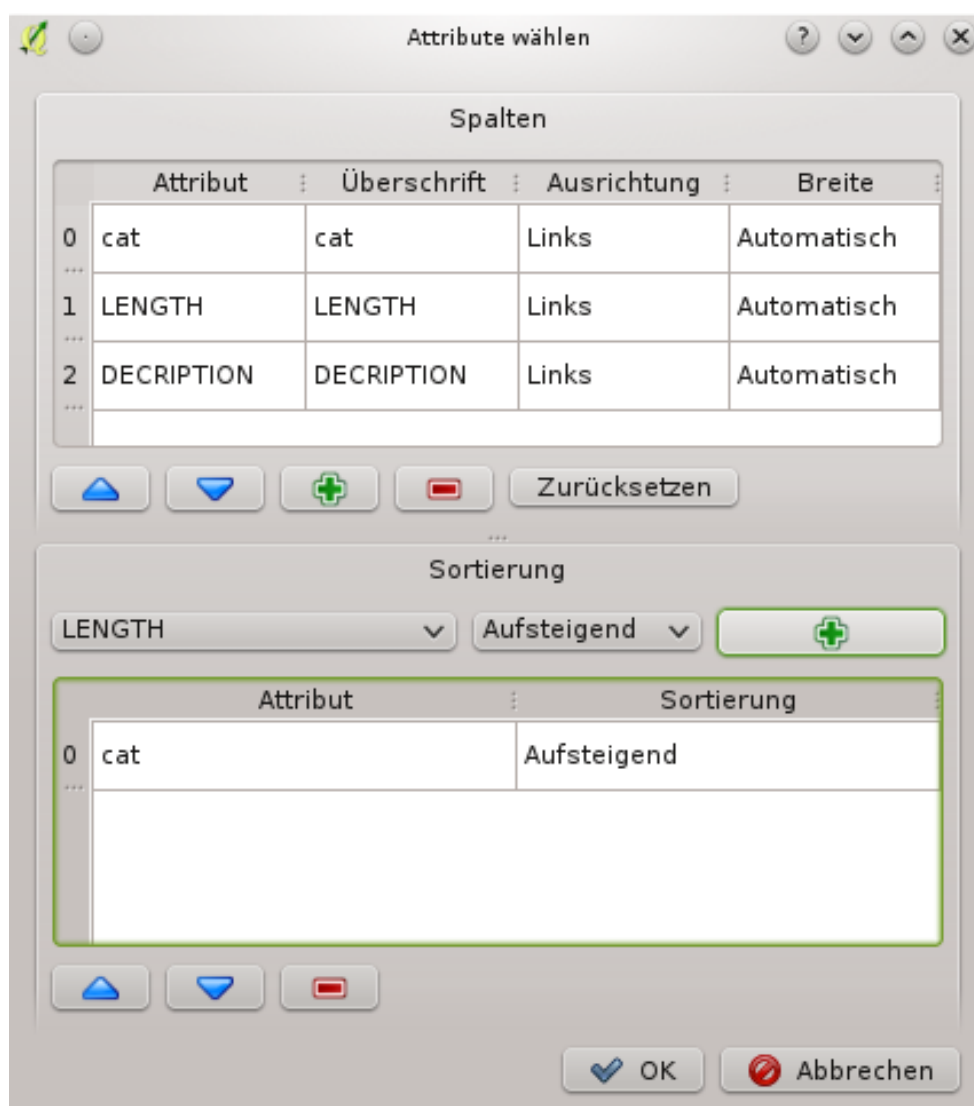 Attribute wählen
Spalten
Attribut Überschrift Ausrichtung Breite
0 cat cat Links Automatisch
1 LENGTH LENGTH Links Automatisch
2 DECRIPTION DECRIPTION Links Automatisch
Zurücksetzen
Sortierung
LENGTH Aufsteigend
Attribut Sortierung
0 cat Aufsteigend
OK Abbrechen